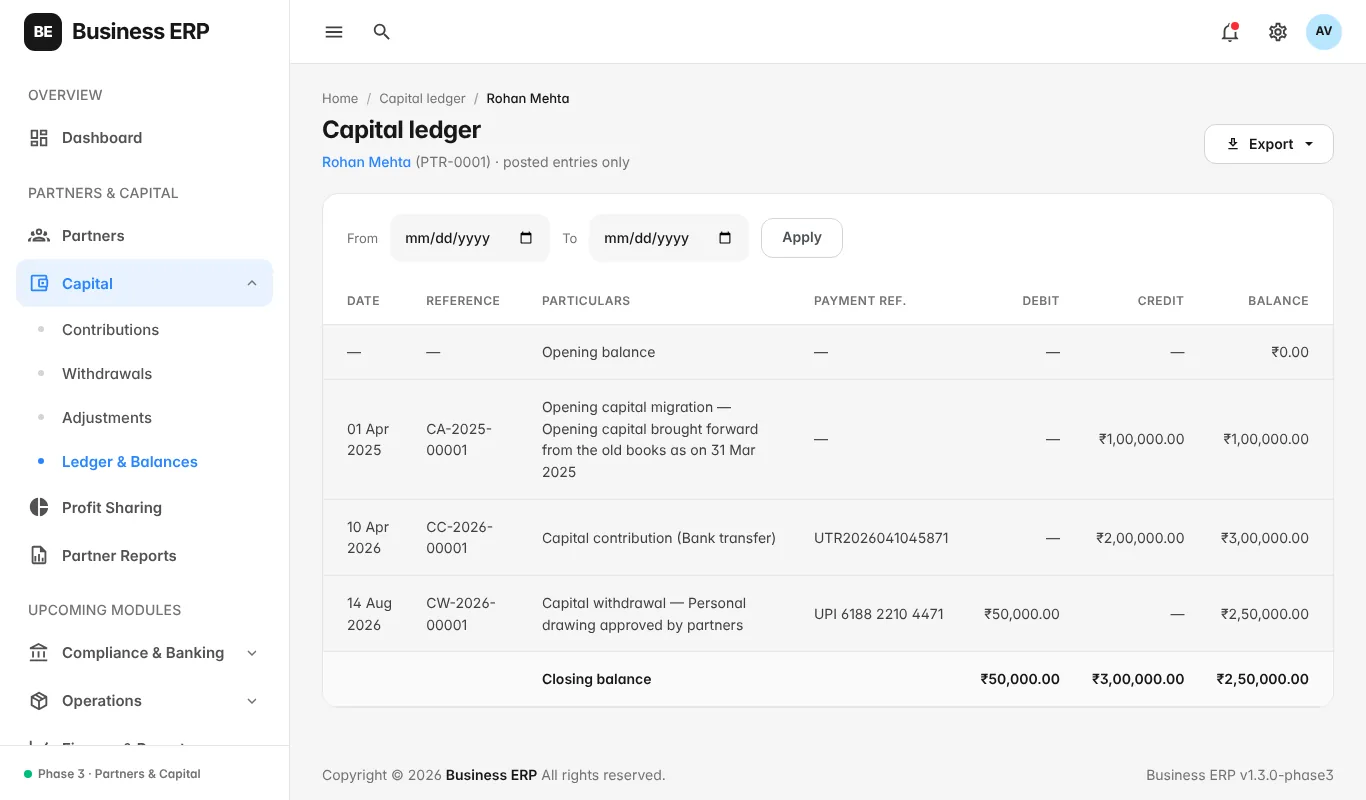 BE Business ERP
AV
OVERVIEW
Dashboard
PARTNERS & CAPITAL
Partners
Capital
Contributions
Withdrawals
Adjustments
Ledger & Balances
Profit Sharing
Partner Reports
UPCOMING MODULES
Compliance & Banking
Operations
Phase 3 · Partners & Capital
Home / Capital ledger / Rohan Mehta
Capital ledger
Rohan Mehta (PTR-0001) · posted entries only
Export
From mm/dd/yyyy To mm/dd/yyyy Apply
DATE REFERENCE PARTICULARS PAYMENT REF. DEBIT CREDIT BALANCE
— — Opening balance — — — ₹0.00
01 Apr
2025
CA-2025-
00001
Opening capital migration —
Opening capital brought forward
from the old books as on 31 Mar
2025
— — ₹1,00,000.00 ₹1,00,000.00
10 Apr
2026
CC-2026-
00001
Capital contribution (Bank transfer) UTR2026041045871 — ₹2,00,000.00 ₹3,00,000.00
14 Aug
2026
CW-2026-
00001
Capital withdrawal — Personal
drawing approved by partners
UPI 6188 2210 4471 ₹50,000.00 — ₹2,50,000.00
Closing balance ₹50,000.00 ₹3,00,000.00 ₹2,50,000.00
Copyright © 2026 Business ERP All rights reserved.
Business ERP v1.3.0-phase3